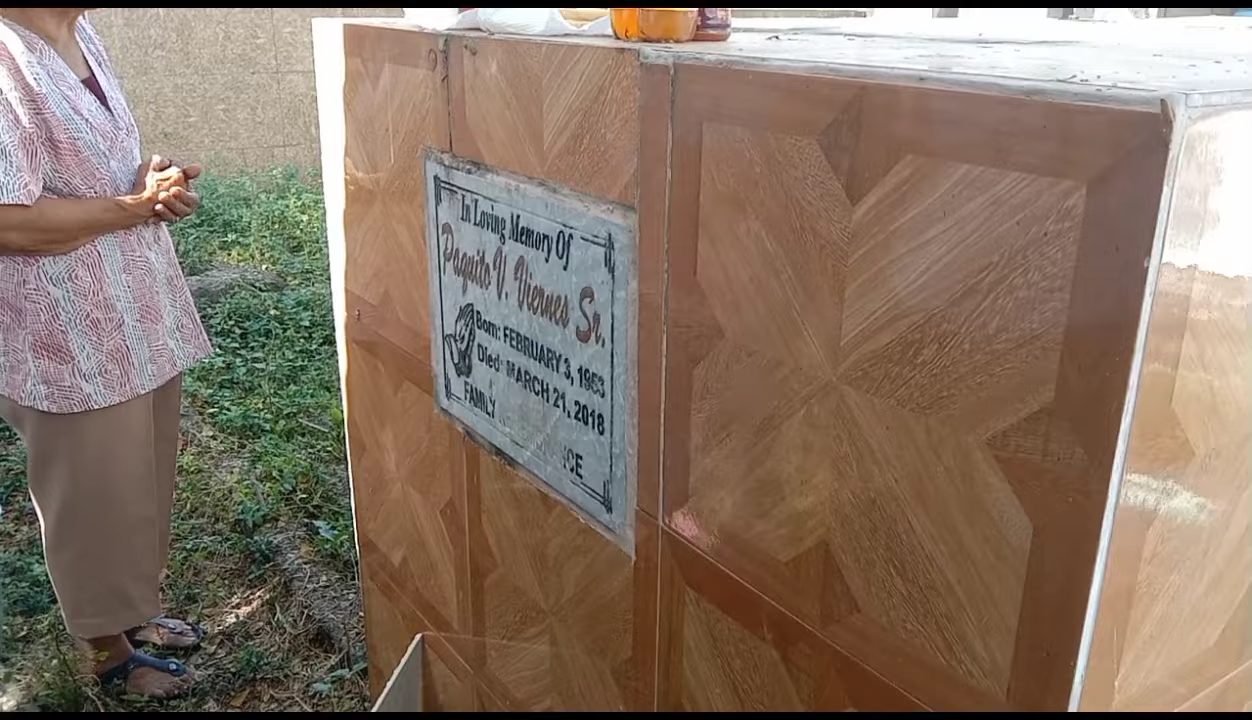 In Loving Memory Of
Paquito V. Viernes Sr.
Born: FEBRUARY 3, 1953
Died: MARCH 21, 2018
FAMILY